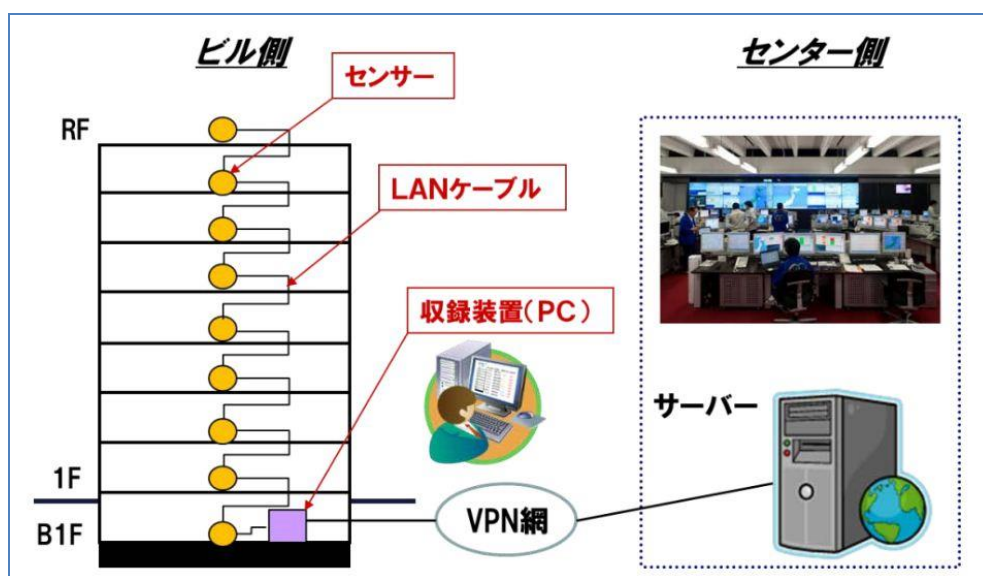 ビル側
センター側
センサー
RF
LANケーブル
収録装置(PC)
サーバー
1F
B1F
VPN網